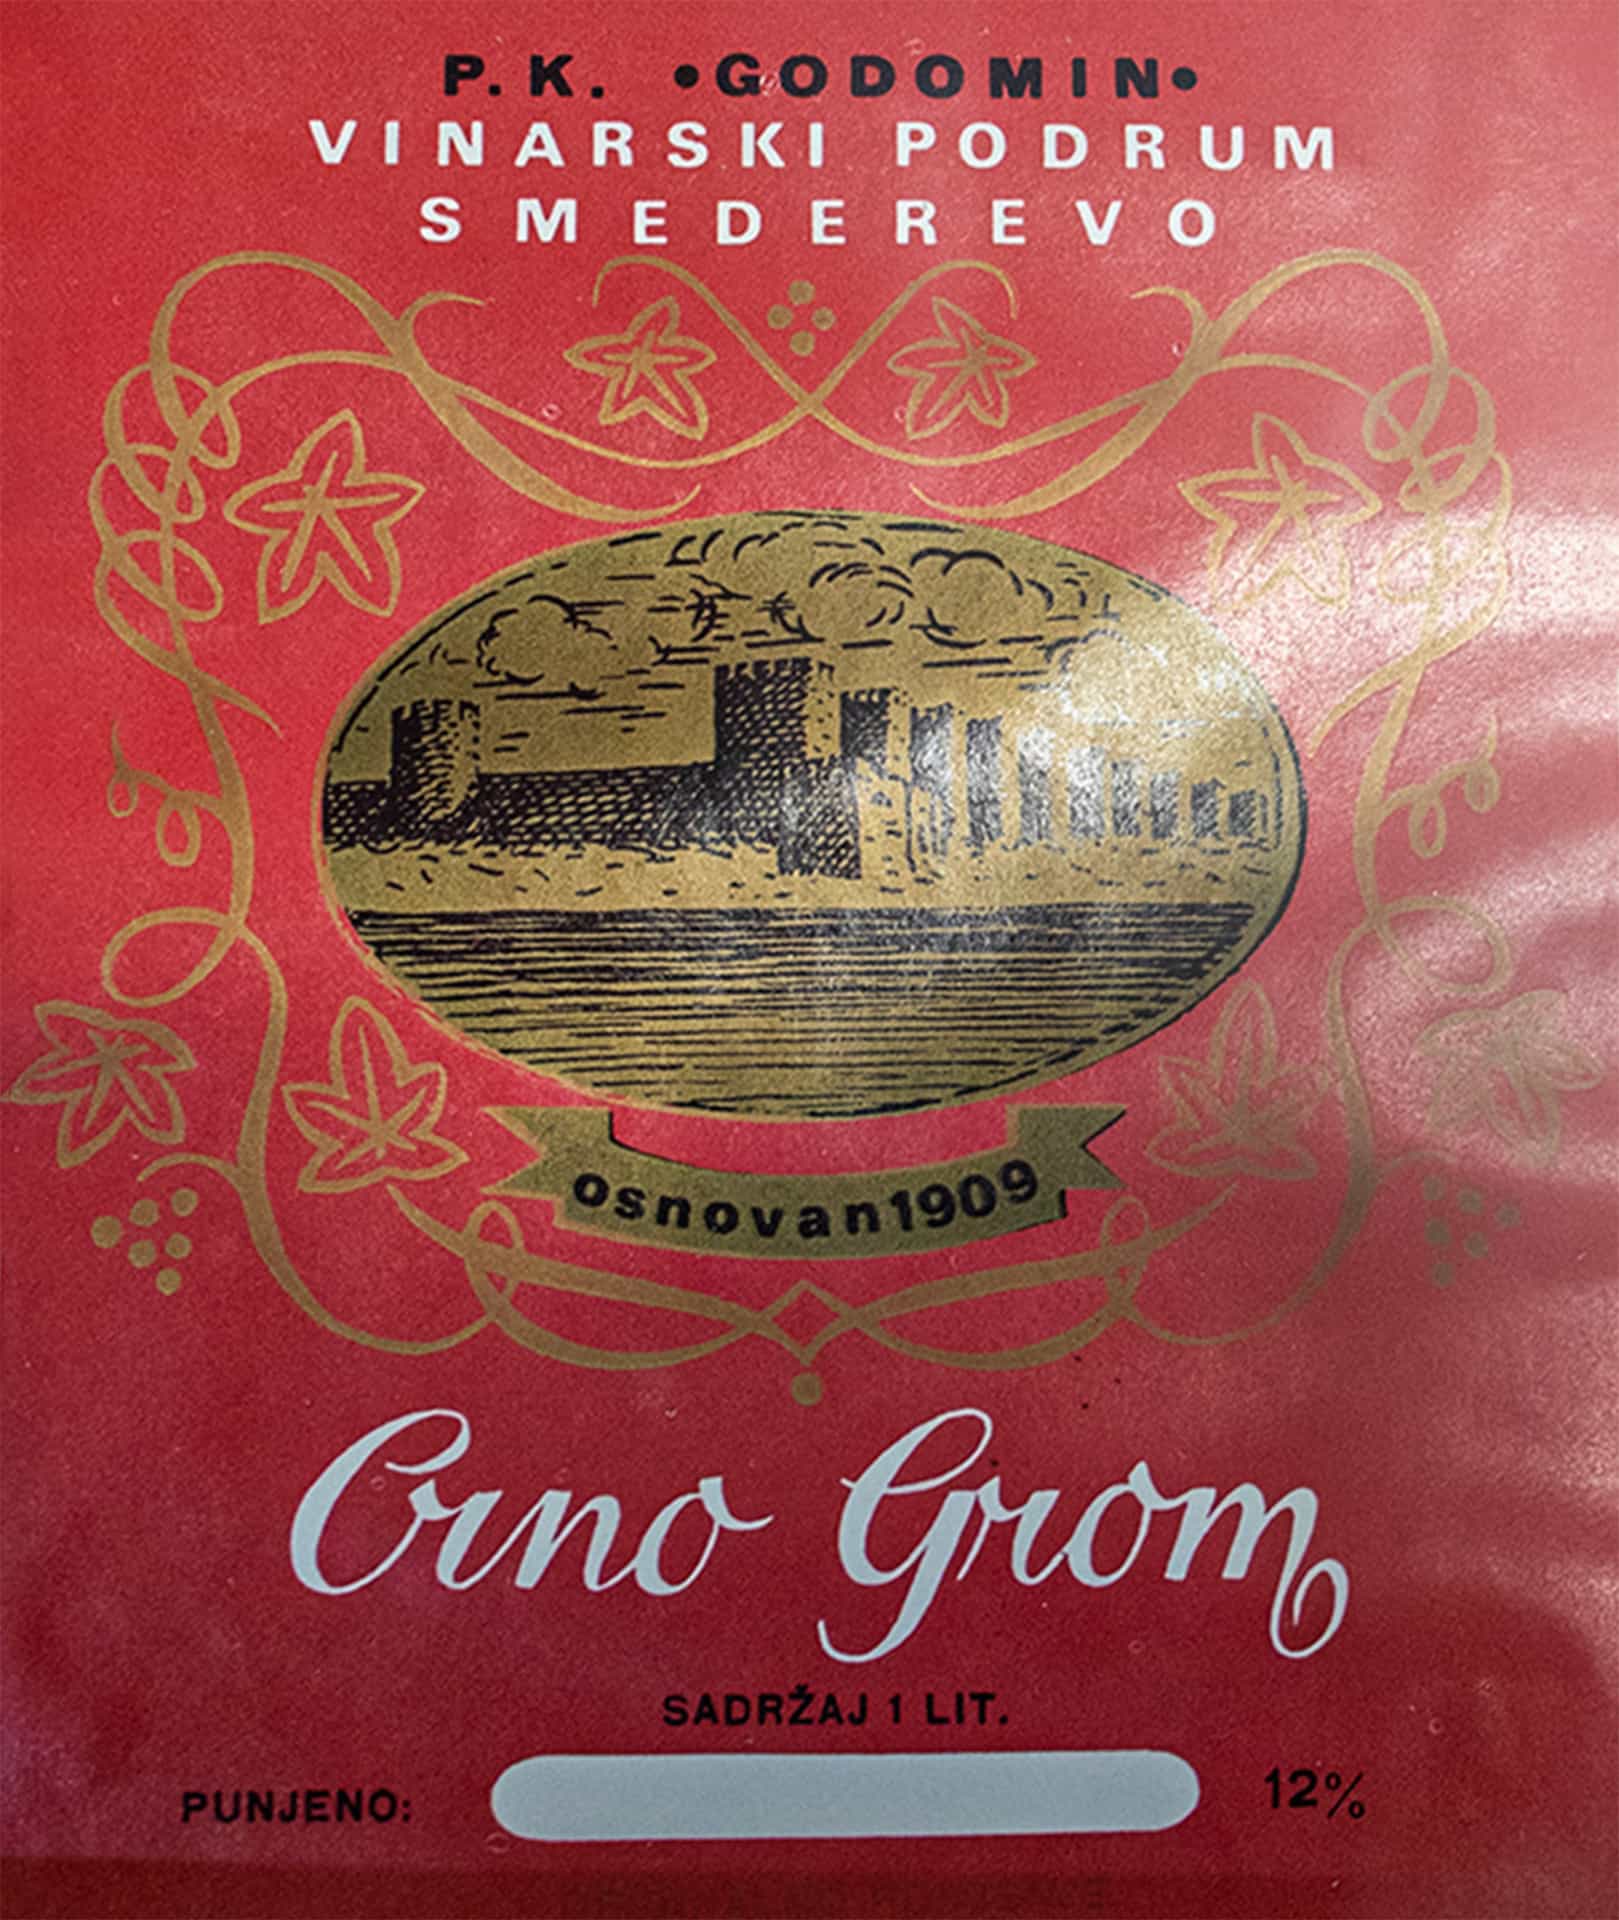 P. K. •GODOMIN•
VINARSKI PODRUM
SMEDEREVO
osnovan1909
Crno Grom
SADRŽAJ 1 LIT.
PUNJENO: 12%